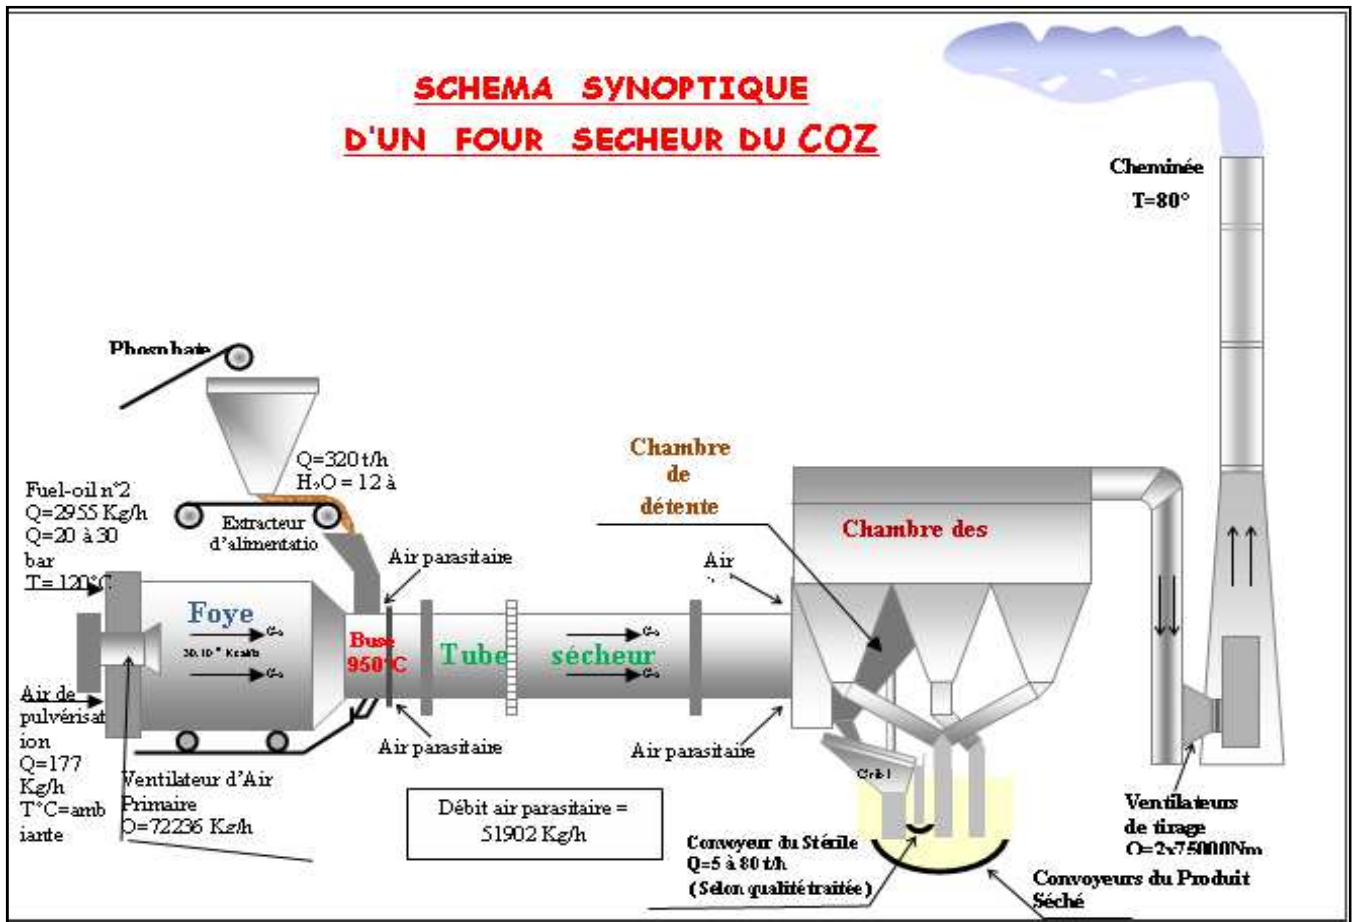 SCHEMA SYNOPTIQUE
D'UN FOUR SECHEUR DU COZ
Cheminée
T=80°
Phosphate
Q=320 t/h
H₂O = 12 à
Fuel-oil n°2
Q=2955 Kg/h
Q=20 à 30
bar
T= 120°C
Extracteur
d'alimentatio
Air parasitaire
Chambre
de
détente
Air
Chambre des
Foye
Buse
950°C
Tube sécheur
Air de
pulvérisat
ion
Q=177
Kg/h
T°C=amb
iante
Ventilateur d'Air
Primaire
Q=72236 Kg/h
Air parasitaire
Air parasitaire
Débit air parasitaire =
51902 Kg/h
Convoyeur du Stérile
Q=5 à 80 t/h
( Selon qualité traitée )
Ventilateurs
de tirage
Q=2x75000Nm
Convoyeurs du Produit
Séché